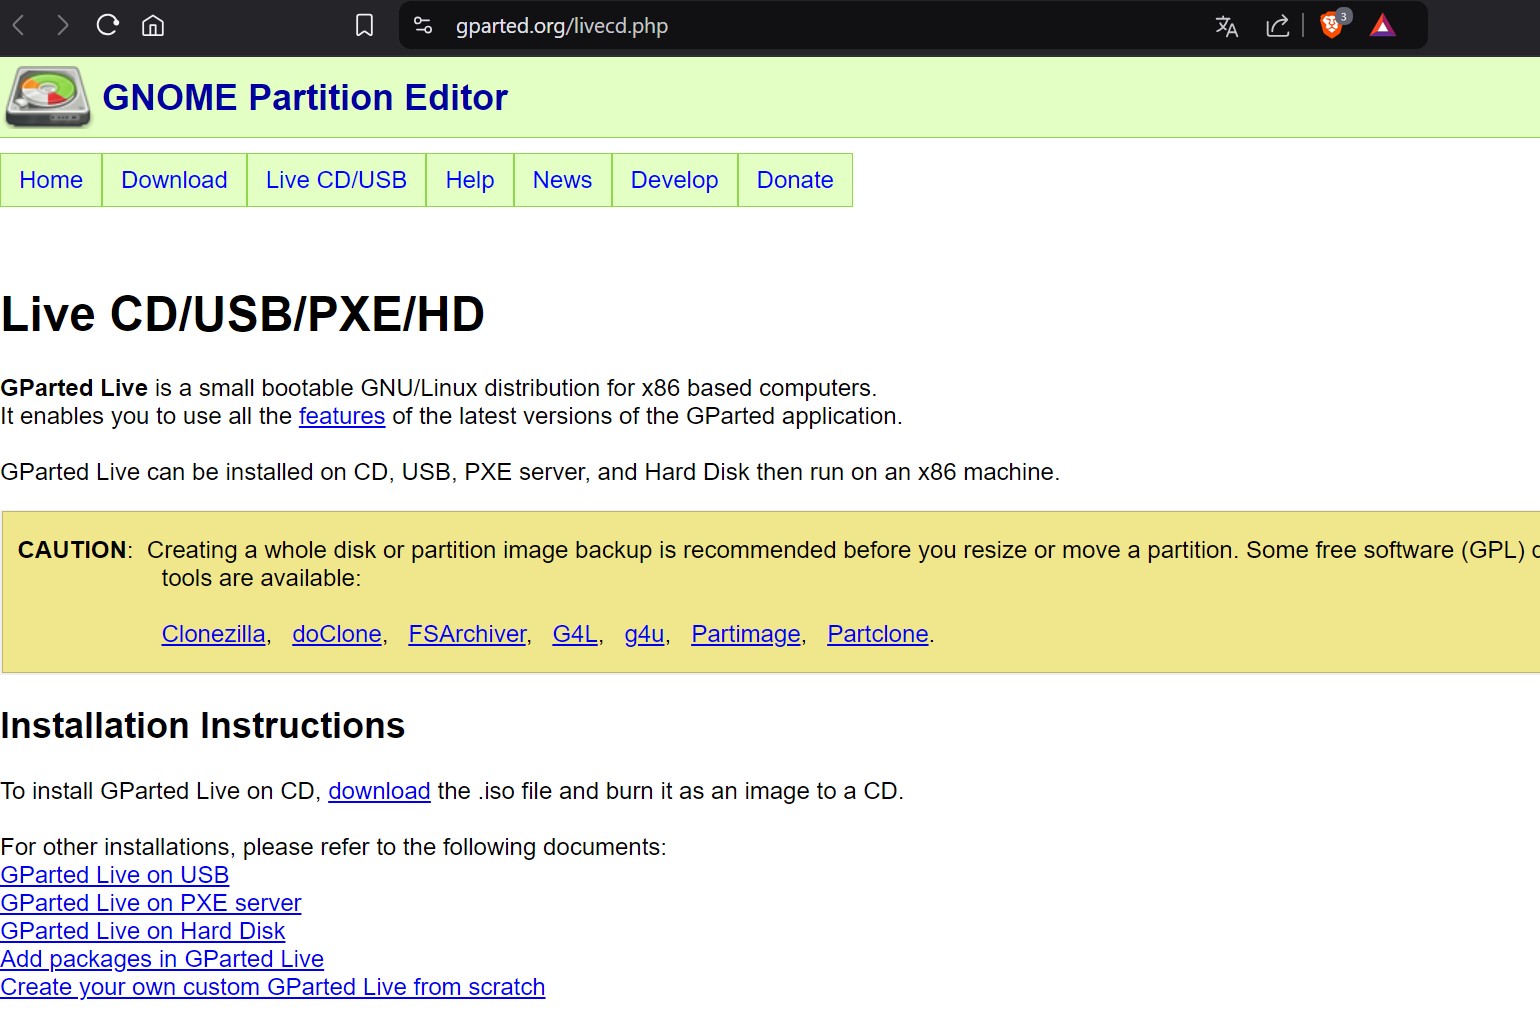 gparted.org/livecd.php
3
GNOME Partition Editor
Home Download Live CD/USB Help News Develop Donate
Live CD/USB/PXE/HD
GParted Live is a small bootable GNU/Linux distribution for x86 based computers.
It enables you to use all the features of the latest versions of the GParted application.
GParted Live can be installed on CD, USB, PXE server, and Hard Disk then run on an x86 machine.
CAUTION: Creating a whole disk or partition image backup is recommended before you resize or move a partition. Some free software (GPL)
tools are available:
Clonezilla, doClone, FSArchiver, G4L, g4u, Partimage, Partclone.
Installation Instructions
To install GParted Live on CD, download the .iso file and burn it as an image to a CD.
For other installations, please refer to the following documents:
GParted Live on USB
GParted Live on PXE server
GParted Live on Hard Disk
Add packages in GParted Live
Create your own custom GParted Live from scratch